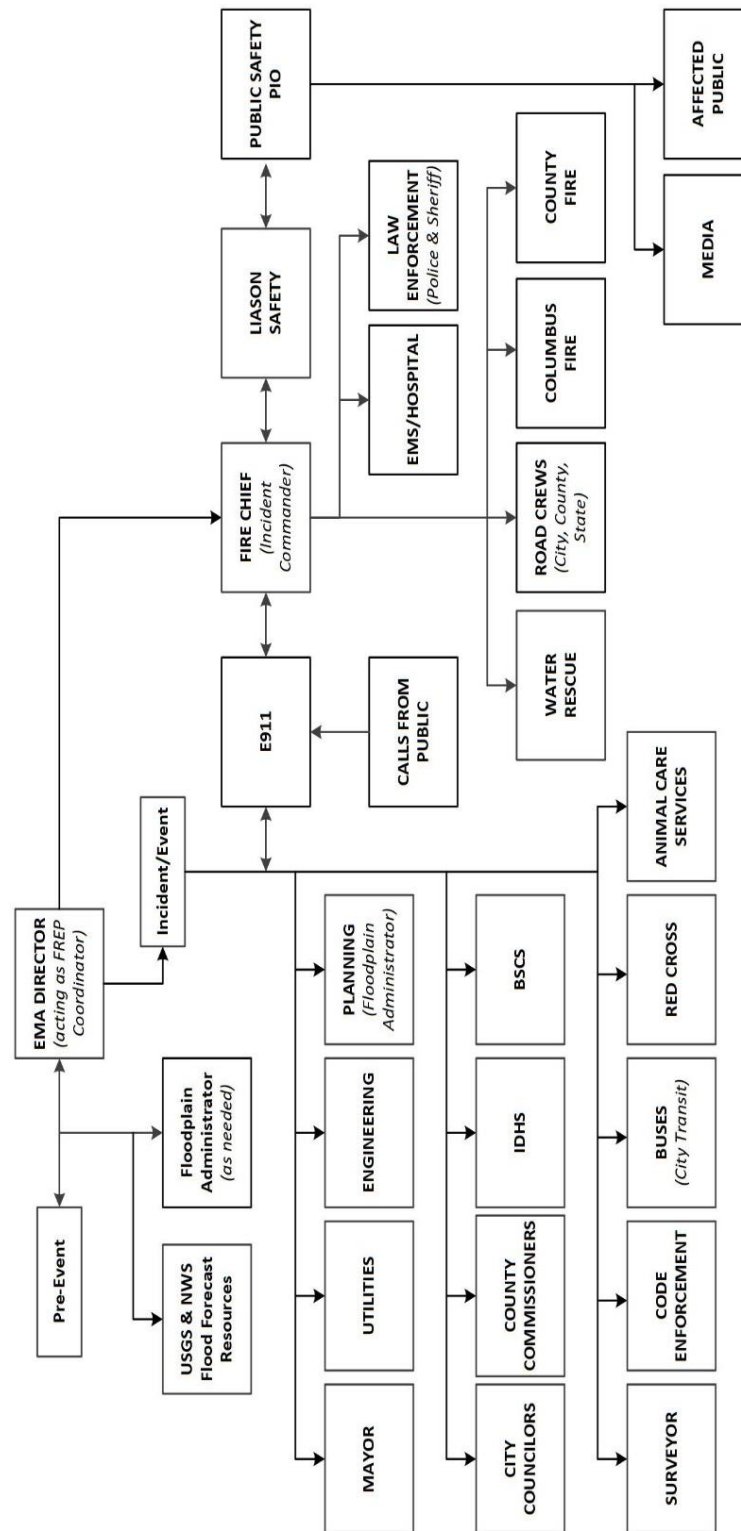 EMA DIRECTOR
(acting as FREP
Coordinator)
Pre-Event
Incident/Event
USGS & NWS
Flood Forecast
Resources
Floodplain
Administrator
(as needed)
E911
FIRE CHIEF
(Incident
Commander)
LIASON
SAFETY
PUBLIC SAFETY
PIO
MAYOR
UTILITIES
ENGINEERING
PLANNING
(Floodplain
Administrator)
CALLS FROM
PUBLIC
EMS/HOSPITAL
LAW
ENFORCEMENT
(Police & Sheriff)
CITY
COUNCILORS
COUNTY
COMMISSIONERS
IDHS
BSCS
WATER
RESCUE
ROAD CREWS
(City, County,
State)
COLUMBUS
FIRE
COUNTY
FIRE
SURVEYOR
CODE
ENFORCEMENT
BUSES
(City Transit)
RED CROSS
ANIMAL CARE
SERVICES
MEDIA
AFFECTED
PUBLIC